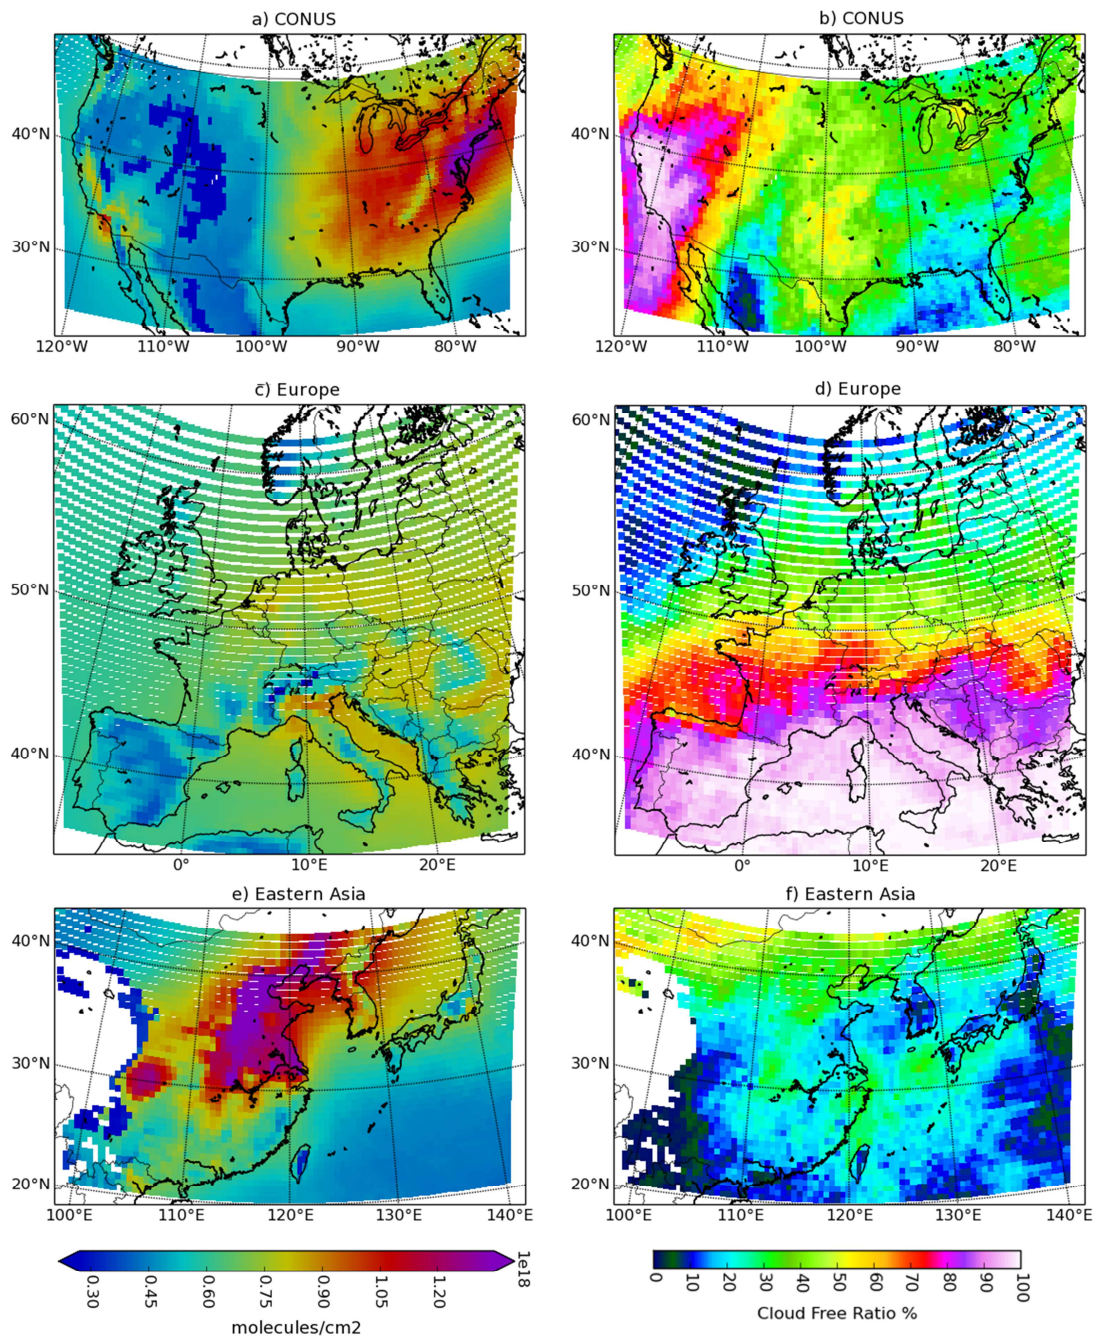 a) CONUS
b) CONUS
40°N
30°N
120°W
110°W
100°W
90°W
80°W
40°N
30°N
120°W
110°W
100°W
90°W
80°W
c) Europe
d) Europe
60°N
50°N
40°N
0°
10°E
20°E
60°N
50°N
40°N
0°
10°E
20°E
e) Eastern Asia
f) Eastern Asia
40°N
30°N
20°N
100°E
110°E
120°E
130°E
140°E
40°N
30°N
20°N
100°E
110°E
120°E
130°E
140°E
0.30
0.45
0.60
0.75
0.90
1.05
1.20
1e18
molecules/cm2
0
10
20
30
40
50
60
70
80
90
100
Cloud Free Ratio %